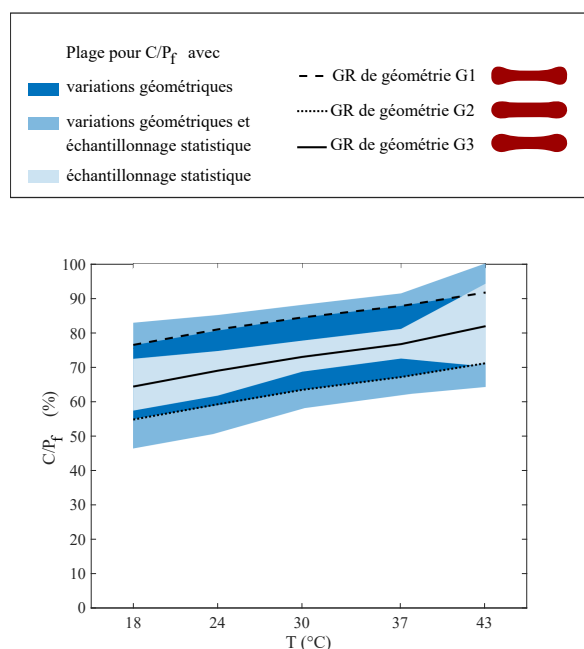 Plage pour C/Pf avec
variations géométriques
variations géométriques et
échantillonnage statistique
échantillonnage statistique
GR de géométrie G1
GR de géométrie G2
GR de géométrie G3
100
90
80
70
60
50
40
30
20
10
0
C/Pf (%)
18 24 30 37 43
T (°C)